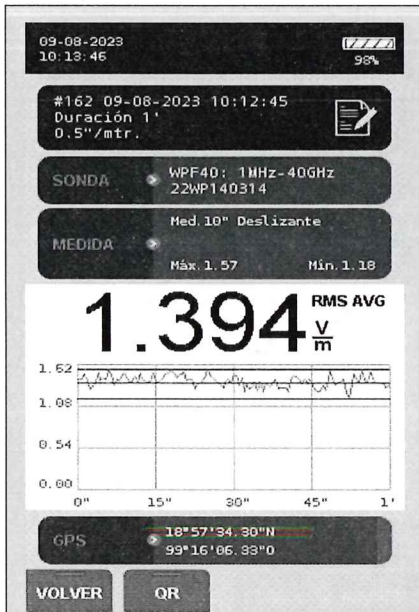 09-08-2023
10:13:46
98%
#162 09-08-2023 10:12:45
Duración 1'
0.5"/mtr.
SONDA
WPF40: 1MHz-40GHz
22WP140314
MEDIDA
Med.10" Deslizante
Máx.1.57 Mín.1.18
1.394 V/m RMS AVG
1.62
1.08
0.54
0.00
0" 15" 30" 45" 1'
GPS
18°57'34.30"N
99°16'06.33"O
VOLVER QR